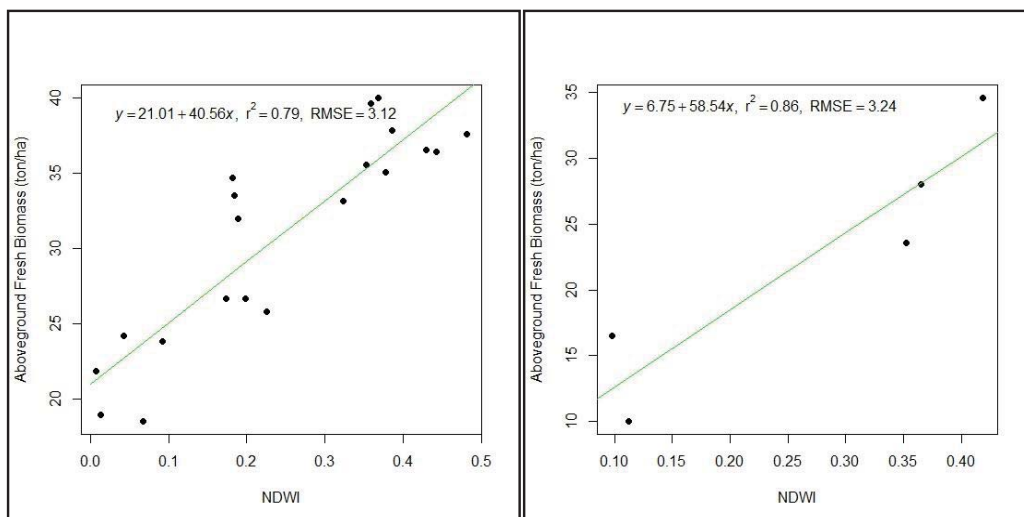 y = 21.01 + 40.56x, r² = 0.79, RMSE = 3.12
Aboveground Fresh Biomass (ton/ha)
40
35
30
25
20
0.0 0.1 0.2 0.3 0.4 0.5
NDWI
y = 6.75 + 58.54x, r² = 0.86, RMSE = 3.24
Aboveground Fresh Biomass (ton/ha)
35
30
25
20
15
10
0.10 0.15 0.20 0.25 0.30 0.35 0.40
NDWI